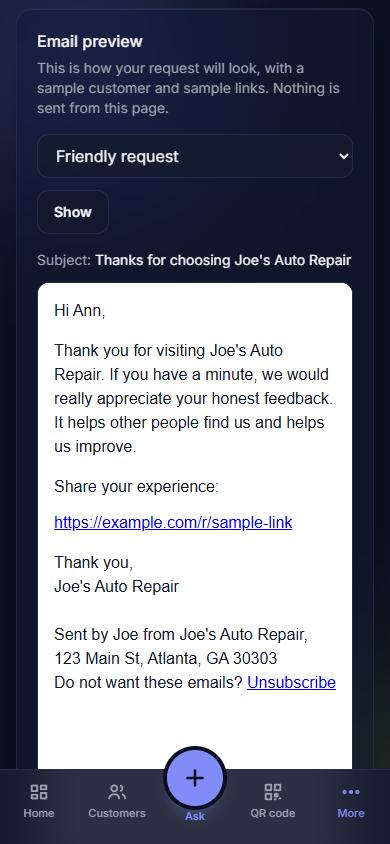 Email preview
This is how your request will look, with a
sample customer and sample links. Nothing is
sent from this page.
Friendly request
Show
Subject: Thanks for choosing Joe's Auto Repair
Hi Ann,
Thank you for visiting Joe's Auto
Repair. If you have a minute, we would
really appreciate your honest feedback.
It helps other people find us and helps
us improve.
Share your experience:
https://example.com/r/sample-link
Thank you,
Joe's Auto Repair
Sent by Joe from Joe's Auto Repair,
123 Main St, Atlanta, GA 30303
Do not want these emails? Unsubscribe
Home
Customers
Ask
QR code
More